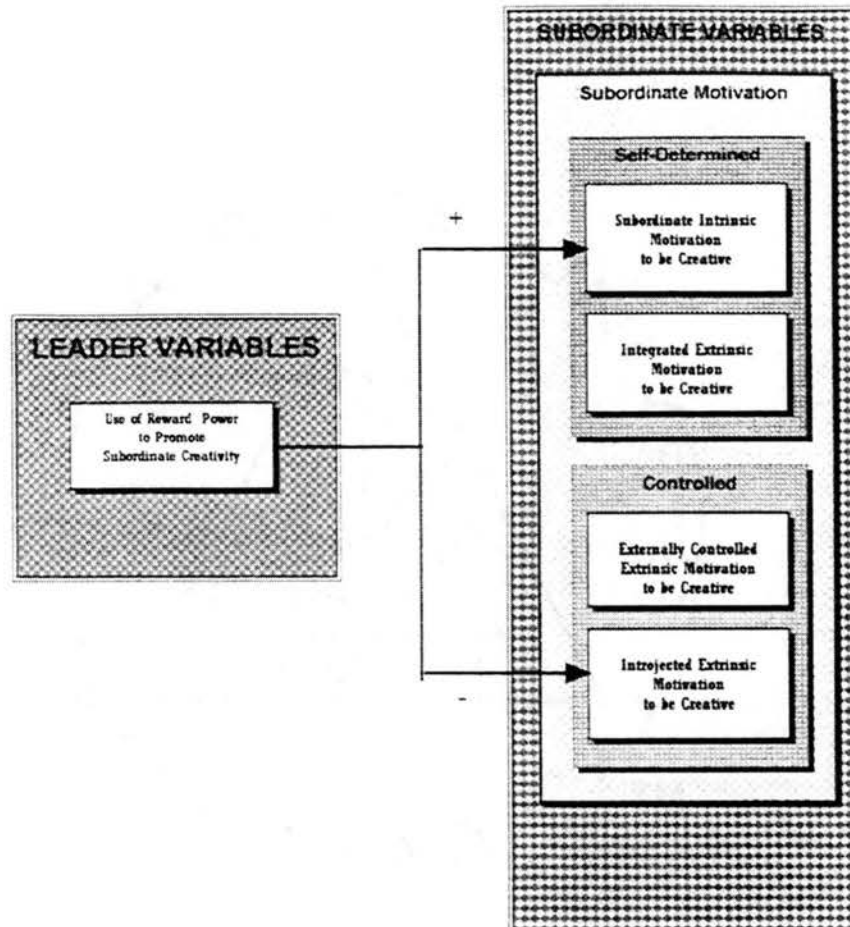 SUBORDINATE VARIABLES
Subordinate Motivation
Self-Determined
Subordinate Intrinsic
Motivation
to be Creative
Integrated Extrinsic
Motivation
to be Creative
+
LEADER VARIABLES
Use of Reward Power
to Promote
Subordinate Creativity
Controlled
Externally Controlled
Extrinsic Motivation
to be Creative
Introjected Extrinsic
Motivation
to be Creative
-